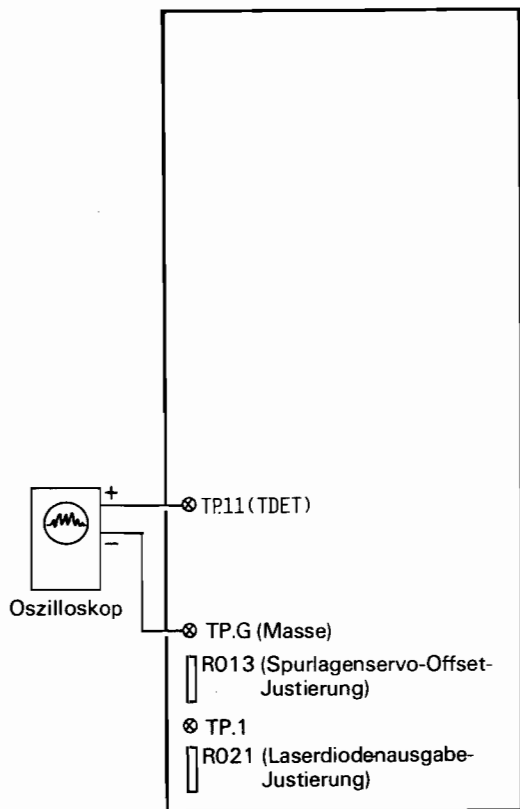 +
TP.11 (TDET)
−
Oszilloskop
TP.G (Masse)
R013 (Spurlagenservo-Offset-
Justierung)
TP.1
R021 (Laserdiodenausgabe-
Justierung)